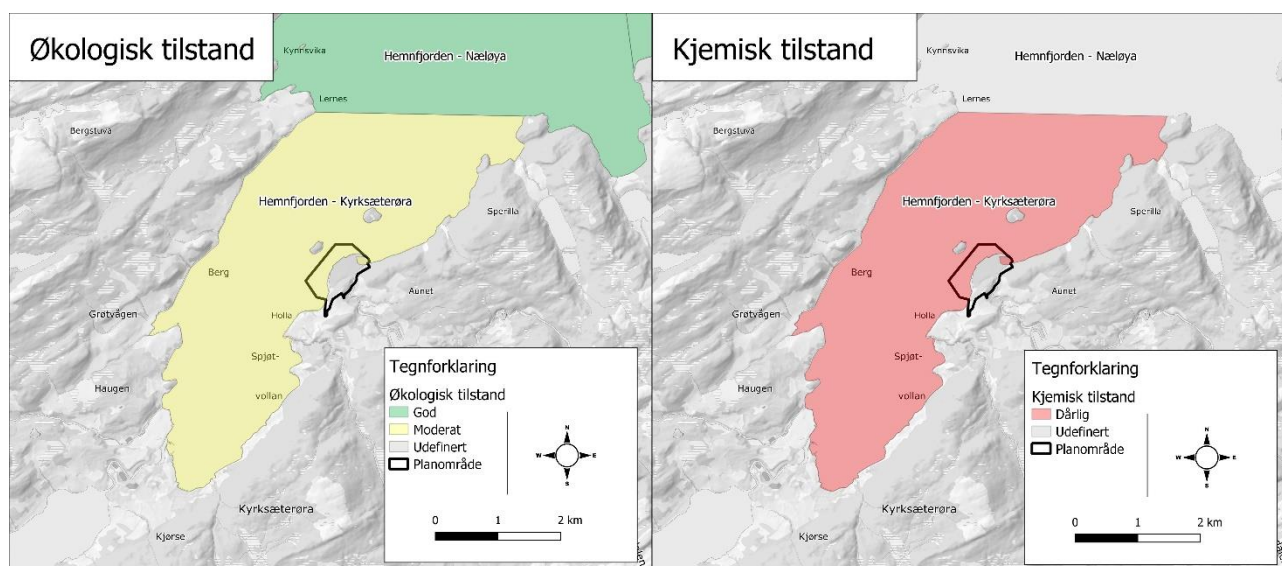 Økologisk tilstand
Kynnsvika
Hemnfjorden - Næløya
Lernes
Bergstuva
Hemnfjorden - Kyrksæterøra
Sperilla
Berg
Aunet
Grøtvågen
Holla
Spjøt-
vollan
Haugen
Kyrksæterøra
Kjørse
Tegnforklaring
Økologisk tilstand
God
Moderat
Udefinert
Planområde
N
W E
S
0 1 2 km
Kjemisk tilstand
Kynnsvika
Hemnfjorden - Næløya
Lernes
Bergstuva
Hemnfjorden - Kyrksæterøra
Sperilla
Berg
Aunet
Grøtvågen
Holla
Spjøt-
vollan
Haugen
Kyrksæterøra
Kjørse
Tegnforklaring
Kjemisk tilstand
Dårlig
Udefinert
Planområde
N
W E
S
0 1 2 km